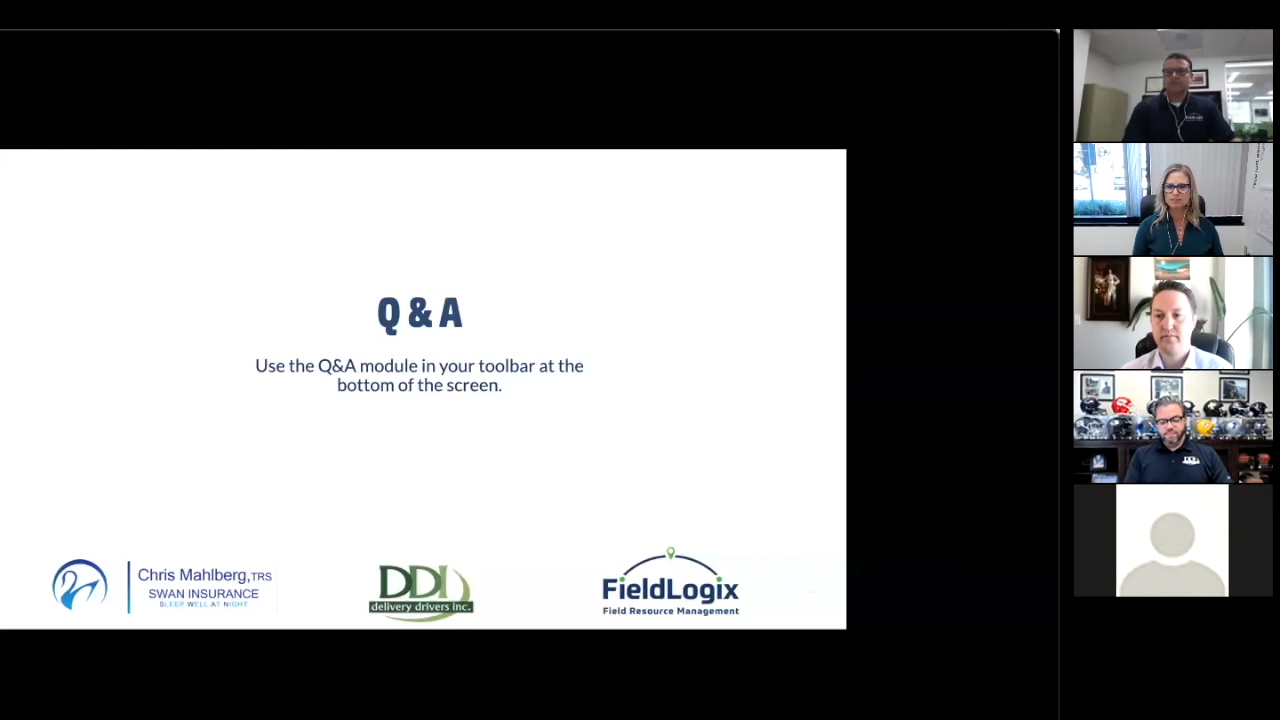 Q & A
Use the Q&A module in your toolbar at the
bottom of the screen.
Chris Mahlberg, TRS
SWAN INSURANCE
SLEEP WELL AT NIGHT
DDI
delivery drivers inc.
FieldLogix
Field Resource Management
FieldLogix